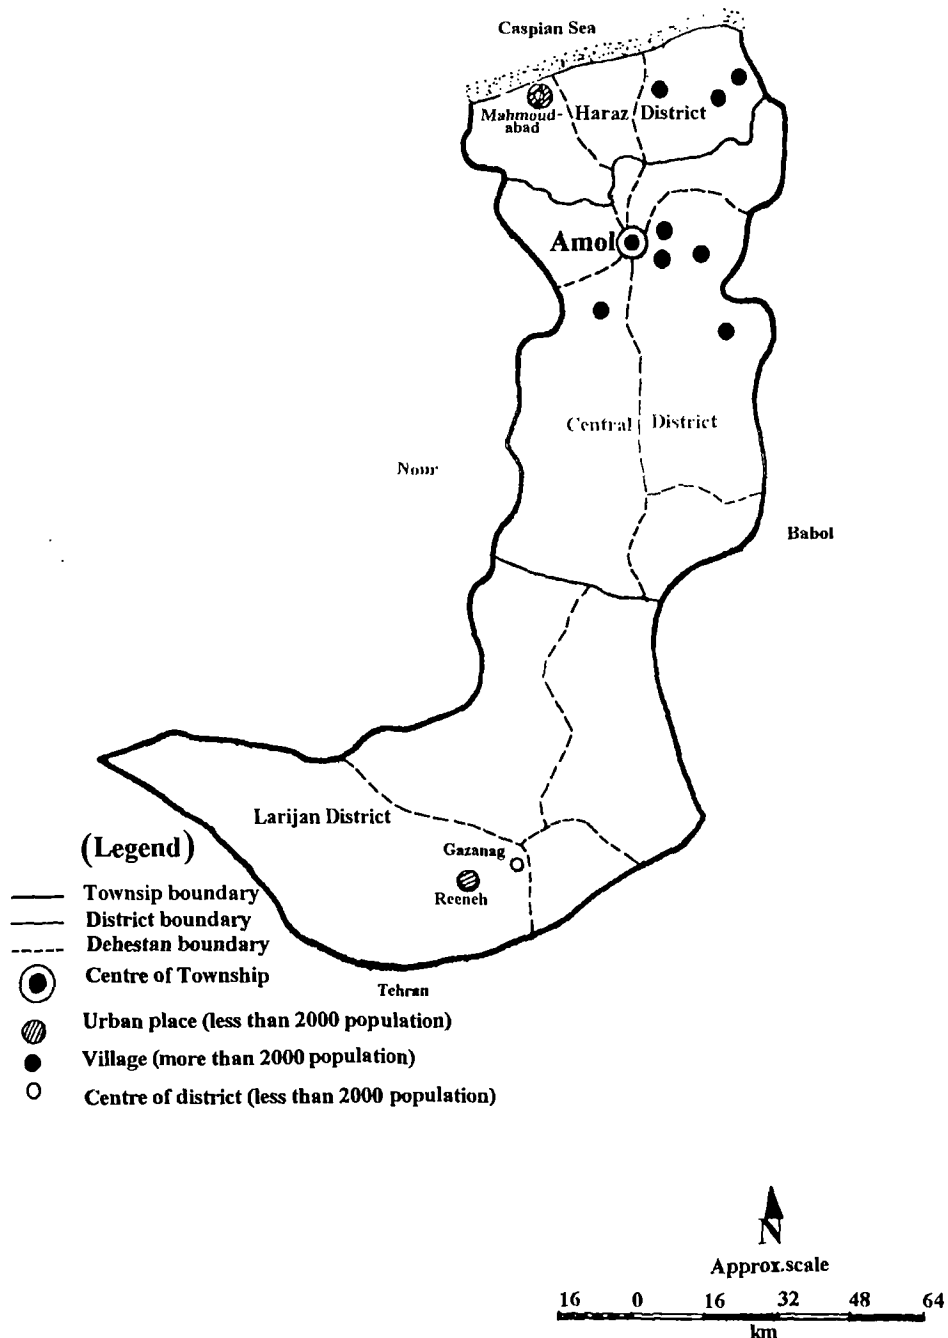 Caspian Sea
Mahmoud-
abad
Haraz District
Amol
Central District
Nour
Babol
Larijan District
Gazanag
Reeneh
Tehran
(Legend)
Townsip boundary
District boundary
Dehestan boundary
Centre of Township
Urban place (less than 2000 population)
Village (more than 2000 population)
Centre of district (less than 2000 population)
N
Approx.scale
16 0 16 32 48 64
km